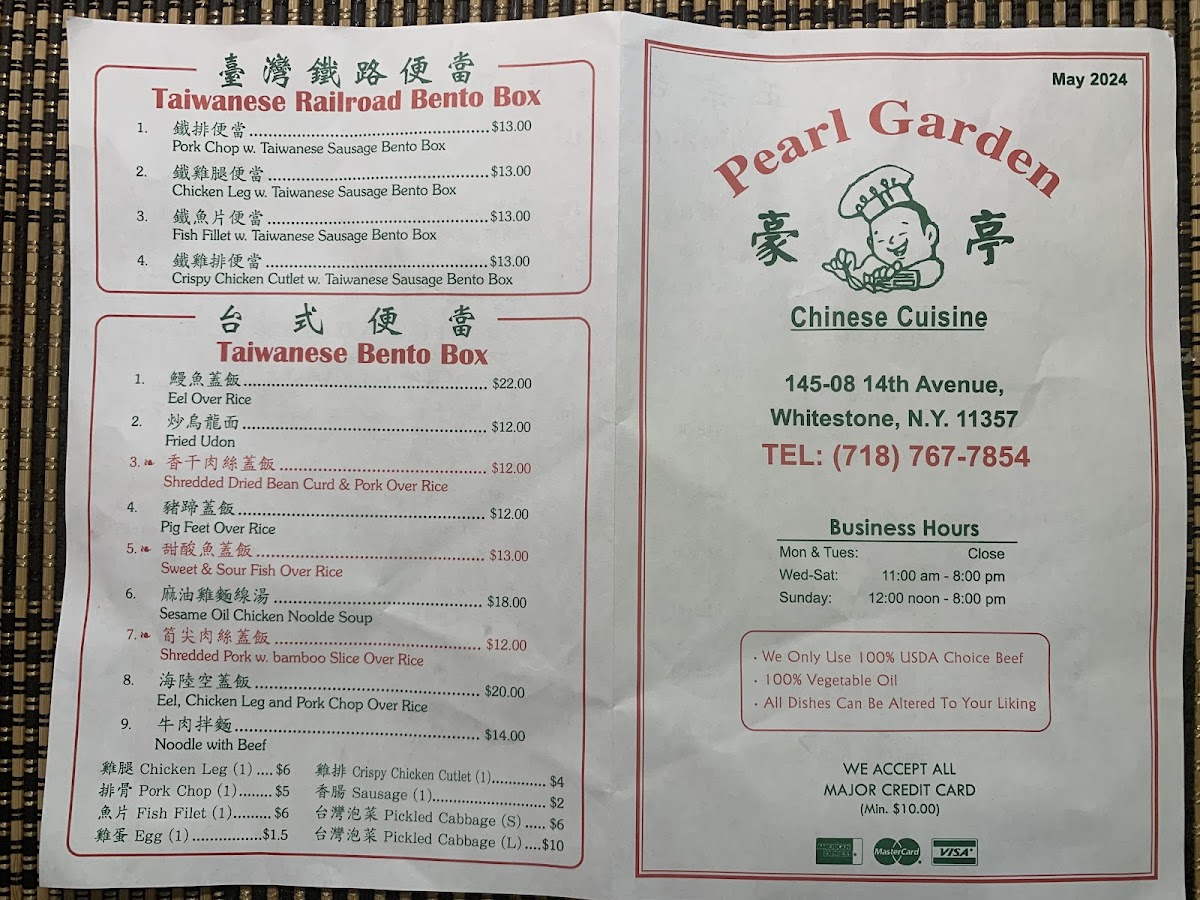 臺灣鐵路便當
Taiwanese Railroad Bento Box
1. 鐵排便當........$13.00
Pork Chop w. Taiwanese Sausage Bento Box
2. 鐵雞腿便當........$13.00
Chicken Leg w. Taiwanese Sausage Bento Box
3. 鐵魚片便當........$13.00
Fish Fillet w. Taiwanese Sausage Bento Box
4. 鐵雞排便當........$13.00
Crispy Chicken Cutlet w. Taiwanese Sausage Bento Box
台式便當
Taiwanese Bento Box
1. 鰻魚蓋飯........$22.00
Eel Over Rice
2. 炒烏龍面........$12.00
Fried Udon
3. 香干肉絲蓋飯........$12.00
Shredded Dried Bean Curd & Pork Over Rice
4. 豬蹄蓋飯........$12.00
Pig Feet Over Rice
5. 甜酸魚蓋飯........$13.00
Sweet & Sour Fish Over Rice
6. 麻油雞麵線湯........$18.00
Sesame Oil Chicken Noolde Soup
7. 筍尖肉絲蓋飯........$12.00
Shredded Pork w. bamboo Slice Over Rice
8. 海陸空蓋飯........$20.00
Eel, Chicken Leg and Pork Chop Over Rice
9. 牛肉拌麵........$14.00
Noodle with Beef
雞腿 Chicken Leg (1) .... $6
排骨 Pork Chop (1)....... $5
魚片 Fish Filet (1)......... $6
雞蛋 Egg (1) .................$1.5
雞排 Crispy Chicken Cutlet (1)............. $4
香腸 Sausage (1)........................... $2
台灣泡菜 Pickled Cabbage (S) ..... $6
台灣泡菜 Pickled Cabbage (L) ....$10
May 2024
Pearl Garden
豪亭
Chinese Cuisine
145-08 14th Avenue,
Whitestone, N.Y. 11357
TEL: (718) 767-7854
Business Hours
Mon & Tues: Close
Wed-Sat: 11:00 am - 8:00 pm
Sunday: 12:00 noon - 8:00 pm
· We Only Use 100% USDA Choice Beef
· 100% Vegetable Oil
· All Dishes Can Be Altered To Your Liking
WE ACCEPT ALL
MAJOR CREDIT CARD
(Min. $10.00)
AMERICAN EXPRESS MasterCard VISA